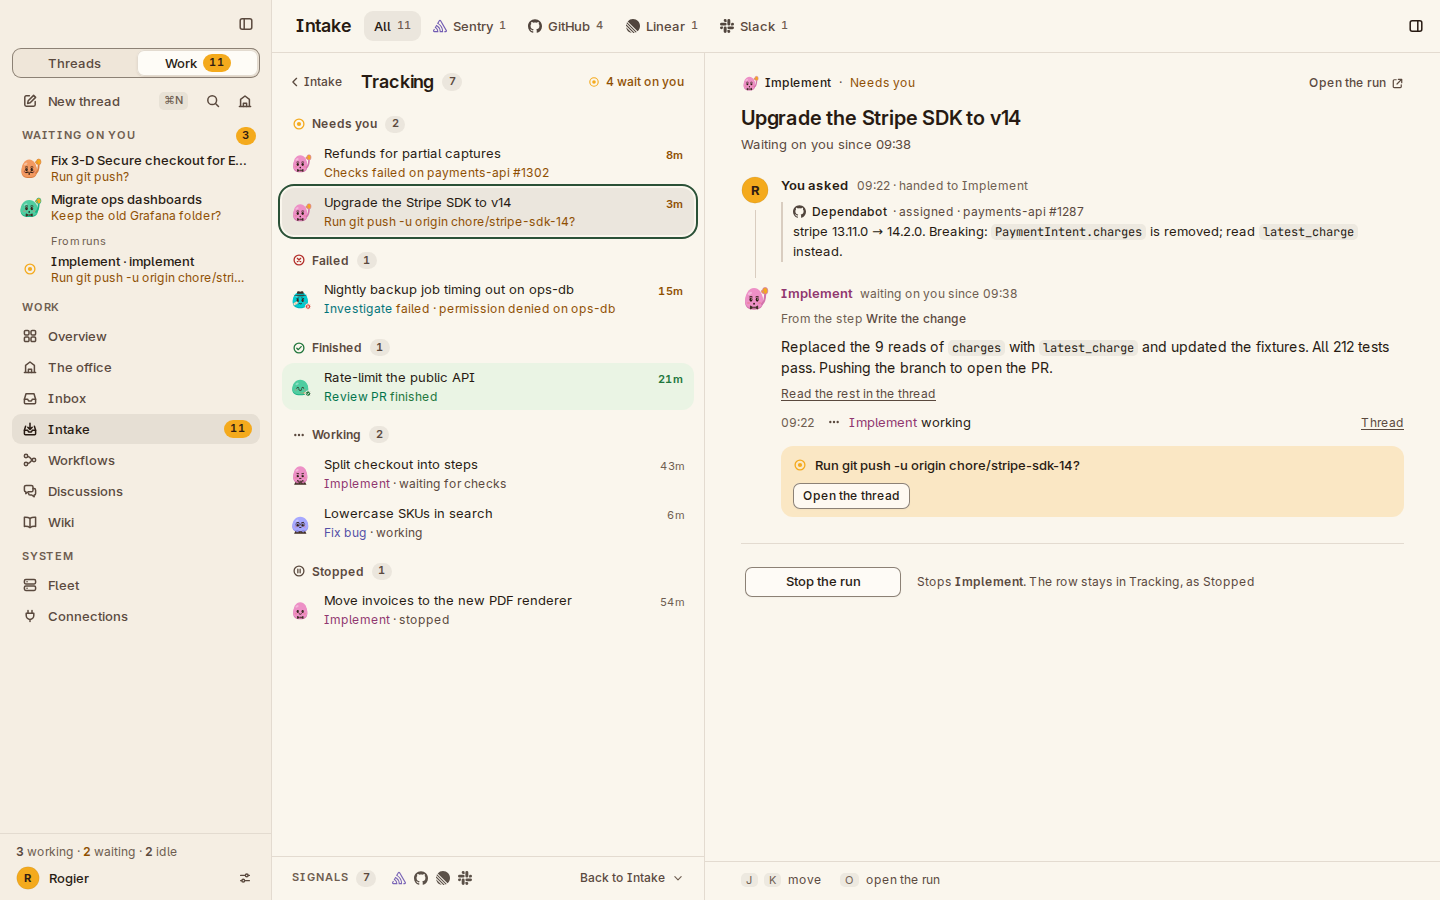 Threads
Work 11
New thread ⌘N
WAITING ON YOU 3
Fix 3-D Secure checkout for E...
Run git push?
Migrate ops dashboards
Keep the old Grafana folder?
From runs
Implement · implement
Run git push -u origin chore/stri...
WORK
Overview
The office
Inbox
Intake 11
Workflows
Discussions
Wiki
SYSTEM
Fleet
Connections
3 working · 2 waiting · 2 idle
R Rogier
Intake
All 11
Sentry 1
GitHub 4
Linear 1
Slack 1
Intake
Tracking 7
4 wait on you
Needs you 2
Refunds for partial captures 8m
Checks failed on payments-api #1302
Upgrade the Stripe SDK to v14 3m
Run git push -u origin chore/stripe-sdk-14?
Failed 1
Nightly backup job timing out on ops-db 15m
Investigate failed · permission denied on ops-db
Finished 1
Rate-limit the public API 21m
Review PR finished
Working 2
Split checkout into steps 43m
Implement · waiting for checks
Lowercase SKUs in search 6m
Fix bug · working
Stopped 1
Move invoices to the new PDF renderer 54m
Implement · stopped
SIGNALS 7
Back to Intake
Implement · Needs you
Open the run
Upgrade the Stripe SDK to v14
Waiting on you since 09:38
R You asked 09:22 · handed to Implement
Dependabot · assigned · payments-api #1287
stripe 13.11.0 → 14.2.0. Breaking: PaymentIntent.charges is removed; read latest_charge
instead.
Implement waiting on you since 09:38
From the step Write the change
Replaced the 9 reads of charges with latest_charge and updated the fixtures. All 212 tests
pass. Pushing the branch to open the PR.
Read the rest in the thread
09:22 Implement working Thread
Run git push -u origin chore/stripe-sdk-14?
Open the thread
Stop the run
Stops Implement. The row stays in Tracking, as Stopped
J K move O open the run